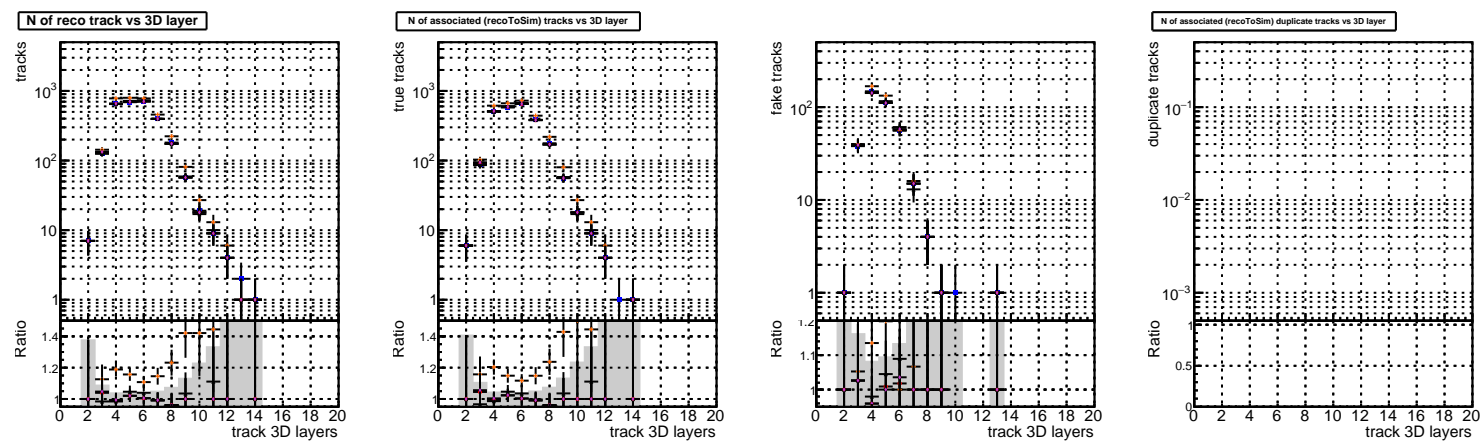 N of reco track vs 3D layer
tracks
10³
10²
10
1
Ratio
1.4
1.2
1
0 2 4 6 8 10 12 14 16 18 20
track 3D layers
N of associated (recoToSim) tracks vs 3D layer
true tracks
10³
10²
10
1
Ratio
1.4
1.2
1
0 2 4 6 8 10 12 14 16 18 20
track 3D layers
fake tracks
10²
10
1
Ratio
1.2
1.1
1
0 2 4 6 8 10 12 14 16 18 20
track 3D layers
N of associated (recoToSim) duplicate tracks vs 3D layer
duplicate tracks
10⁻¹
10⁻²
10⁻³
Ratio
1
0.5
0
0 2 4 6 8 10 12 14 16 18 20
track 3D layers